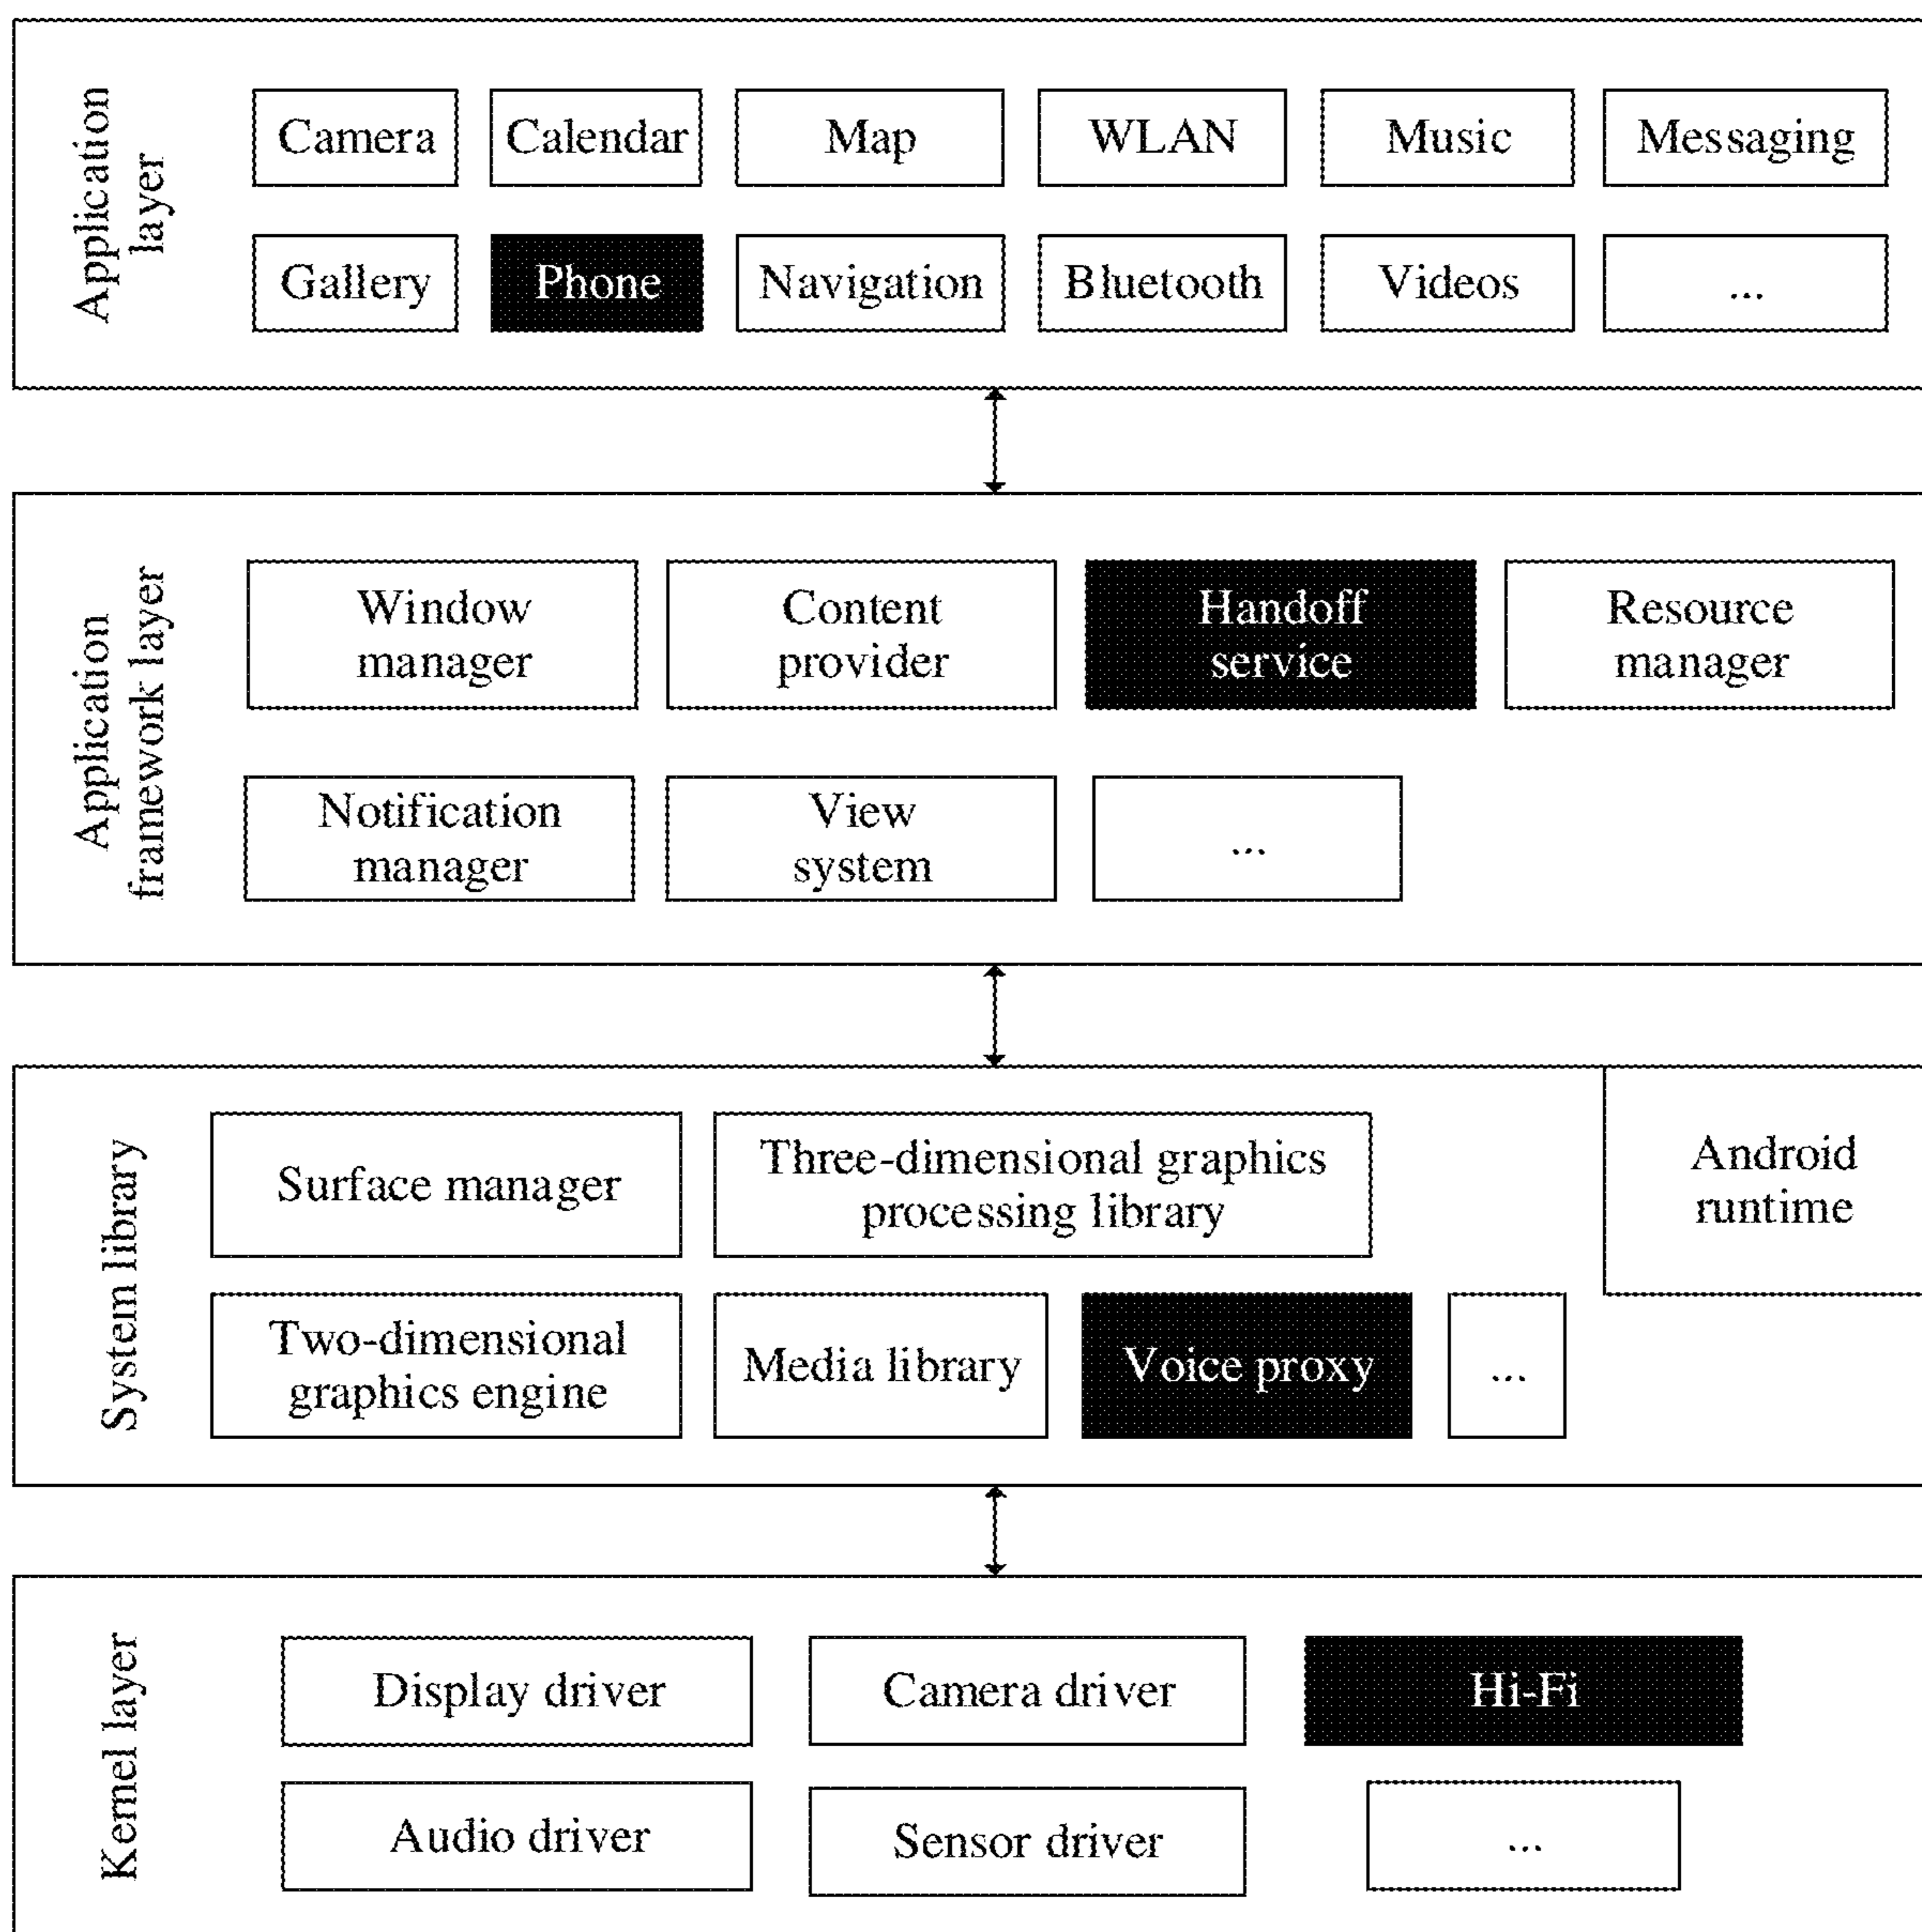 Application
layer
Camera
Calendar
Map
WLAN
Music
Messaging
Gallery
Phone
Navigation
Bluetooth
Videos
...
Application
framework layer
Window
manager
Content
provider
Handoff
service
Resource
manager
Notification
manager
View
system
...
System library
Surface manager
Three-dimensional graphics
processing library
Android
runtime
Two-dimensional
graphics engine
Media library
Voice proxy
...
Kernel layer
Display driver
Camera driver
Hi-Fi
Audio driver
Sensor driver
...